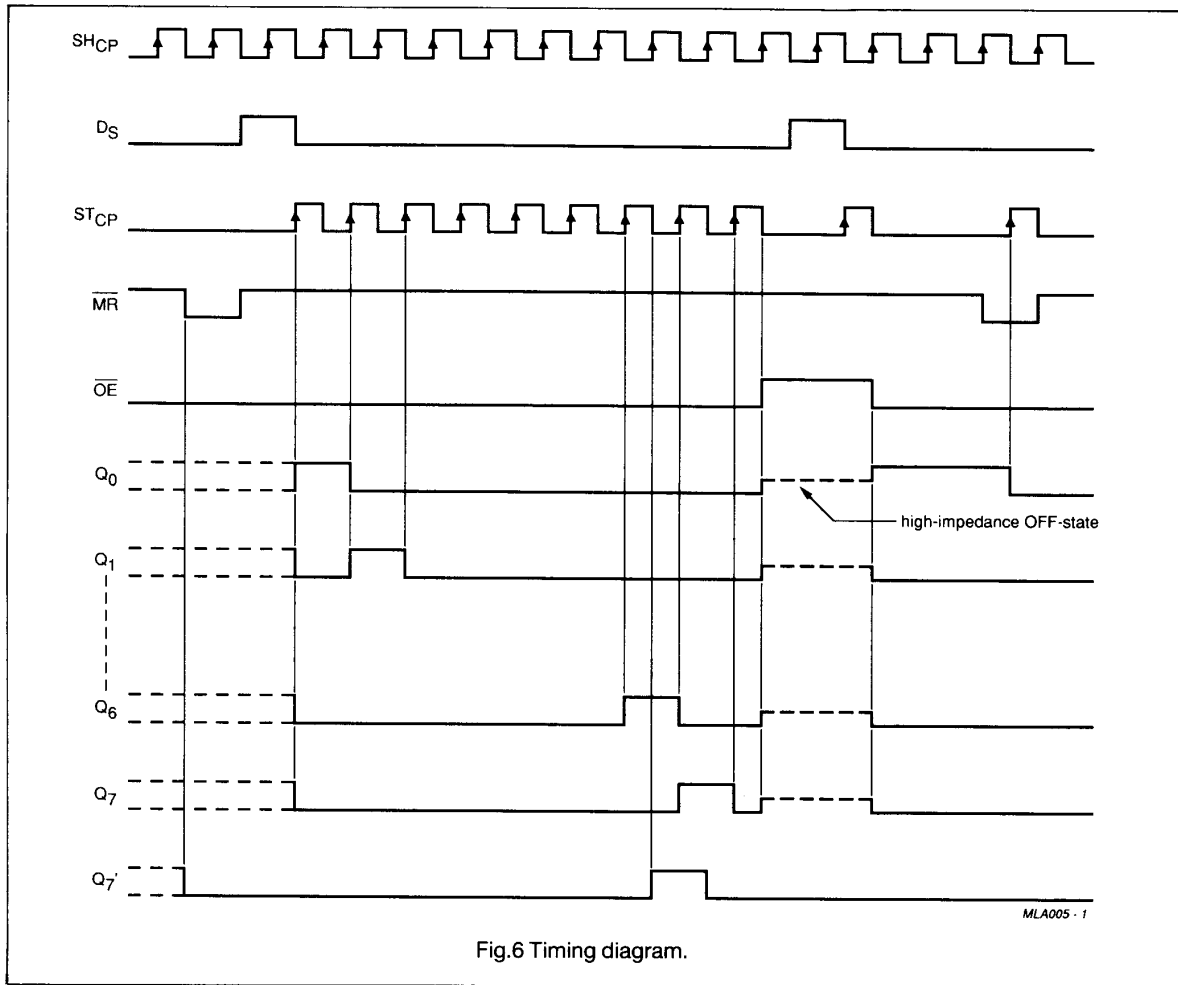 SHCP
DS
STCP
MR
OE
Q0
high-impedance OFF-state
Q1
Q6
Q7
Q7'
MLA005 - 1
Fig.6 Timing diagram.